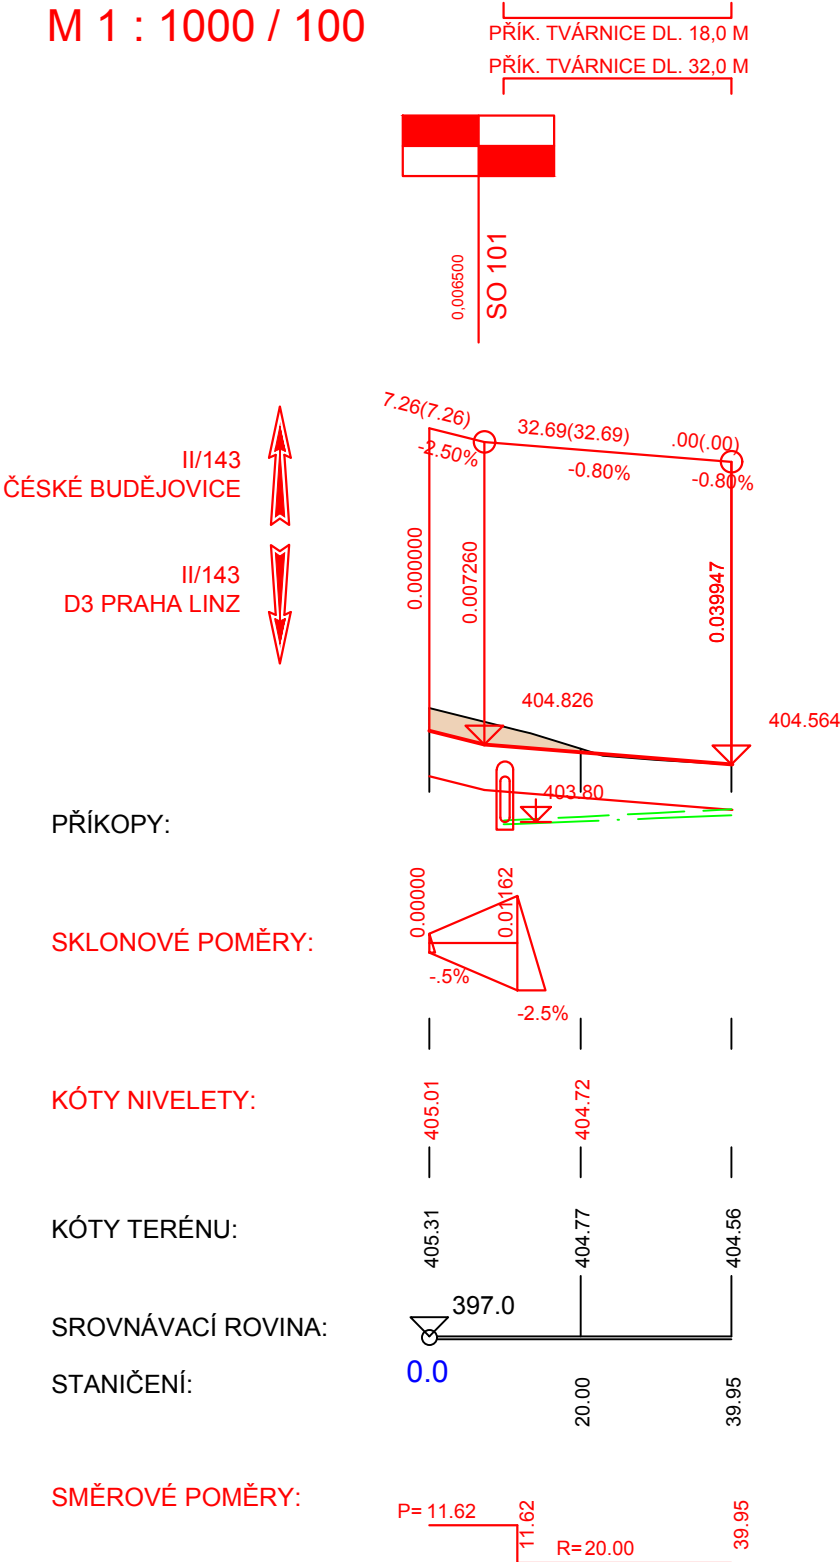 M 1 : 1000 / 100
PŘÍK. TVÁRNICE DL. 18,0 M
PŘÍK. TVÁRNICE DL. 32,0 M
0,006500
SO 101
7.26(7.26)
32.69(32.69)
.00(.00)
-2.50%
-0.80%
-0.80%
II/143
ČESKÉ BUDĚJOVICE
II/143
D3 PRAHA LINZ
0.000000
0.007260
0.039947
404.826
404.564
403.80
PŘÍKOPY:
0.00000
0.01162
SKLONOVÉ POMĚRY:
-.5%
-2.5%
KÓTY NIVELETY:
405.01
404.72
KÓTY TERÉNU:
405.31
404.77
404.56
397.0
SROVNÁVACÍ ROVINA:
0.0
STANIČENÍ:
20.00
39.95
SMĚROVÉ POMĚRY:
P= 11.62
11.62
R=20.00
39.95